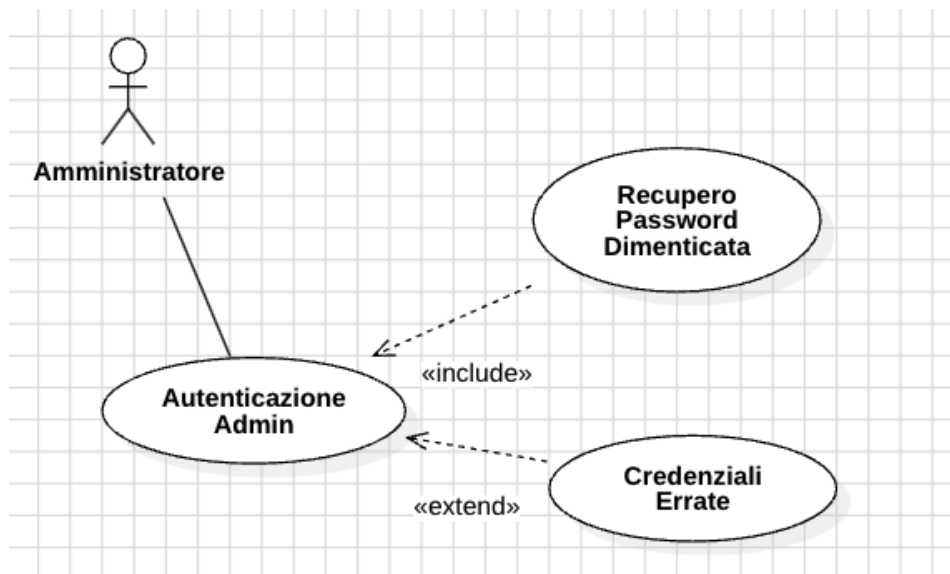 Amministratore
Recupero
Password
Dimenticata
«include»
Autenticazione
Admin
Credenziali
Errate
«extend»